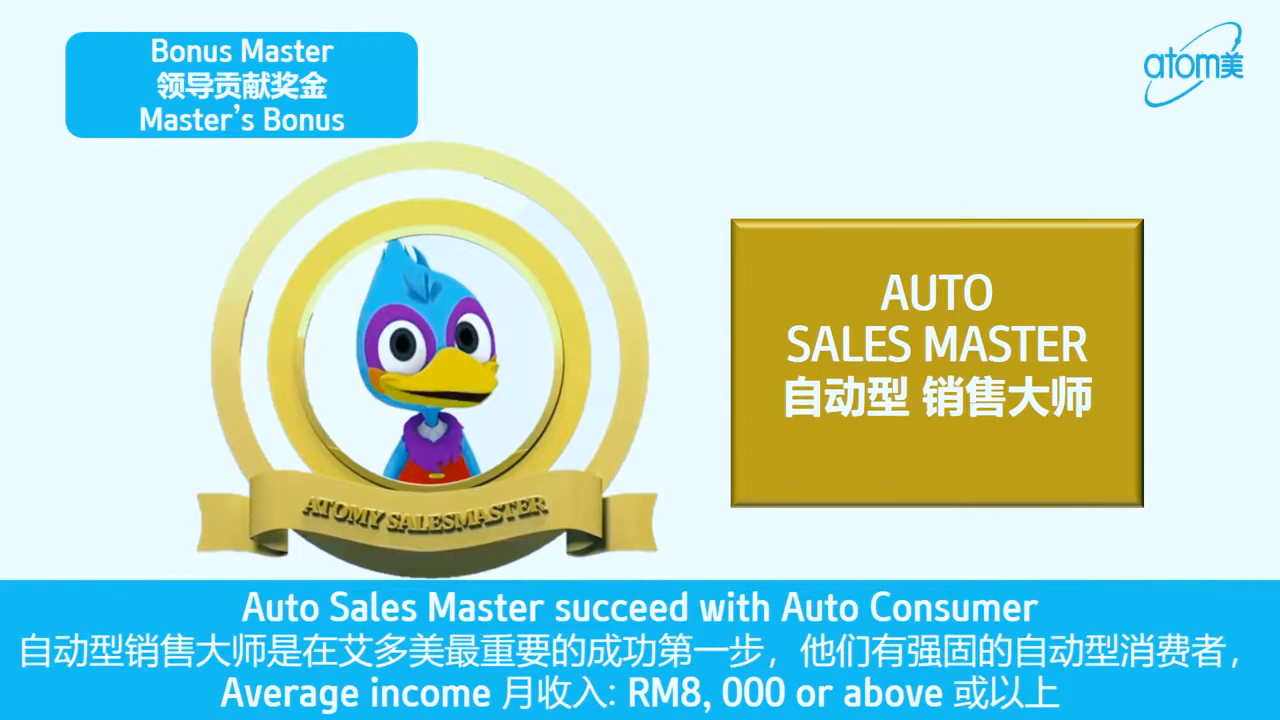 Bonus Master
领导贡献奖金
Master's Bonus
atom美
AUTO
SALES MASTER
自动型 销售大师
ATOMY SALESMASTER
Auto Sales Master succeed with Auto Consumer
自动型销售大师是在艾多美最重要的成功第一步，他们有强固的自动型消费者，
Average income 月收入: RM8, 000 or above 或以上